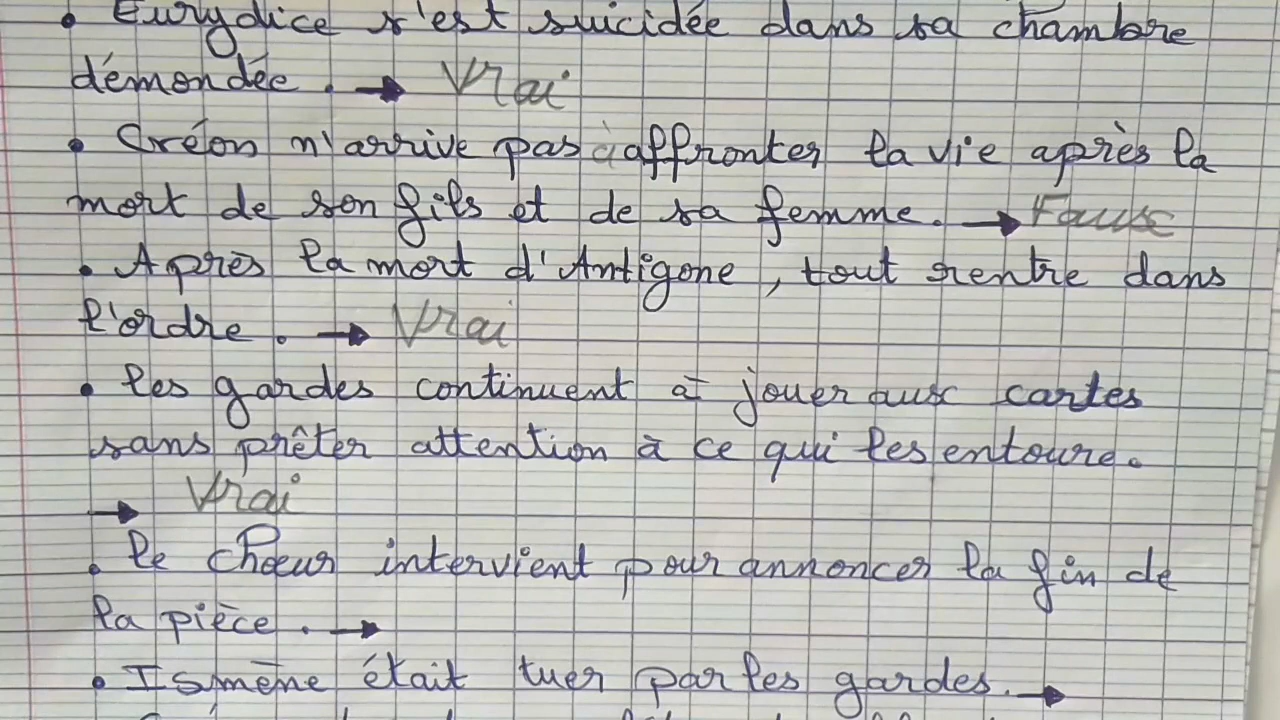 • Eurydice s'est suicidée dans sa chambre
démondée. → Vrai
• Créon n'arrive pas à affronter la vie après la
mort de son fils et de sa femme. → Faux
• Après la mort d'Antigone, tout rentre dans
l'ordre. → Vrai
• les gardes continuent à jouer aux cartes
sans prêter attention à ce qui les entoure.
→ Vrai
• le chœur intervient pour annoncer la fin de
la pièce. →
• Ismène était tuer par les gardes. →